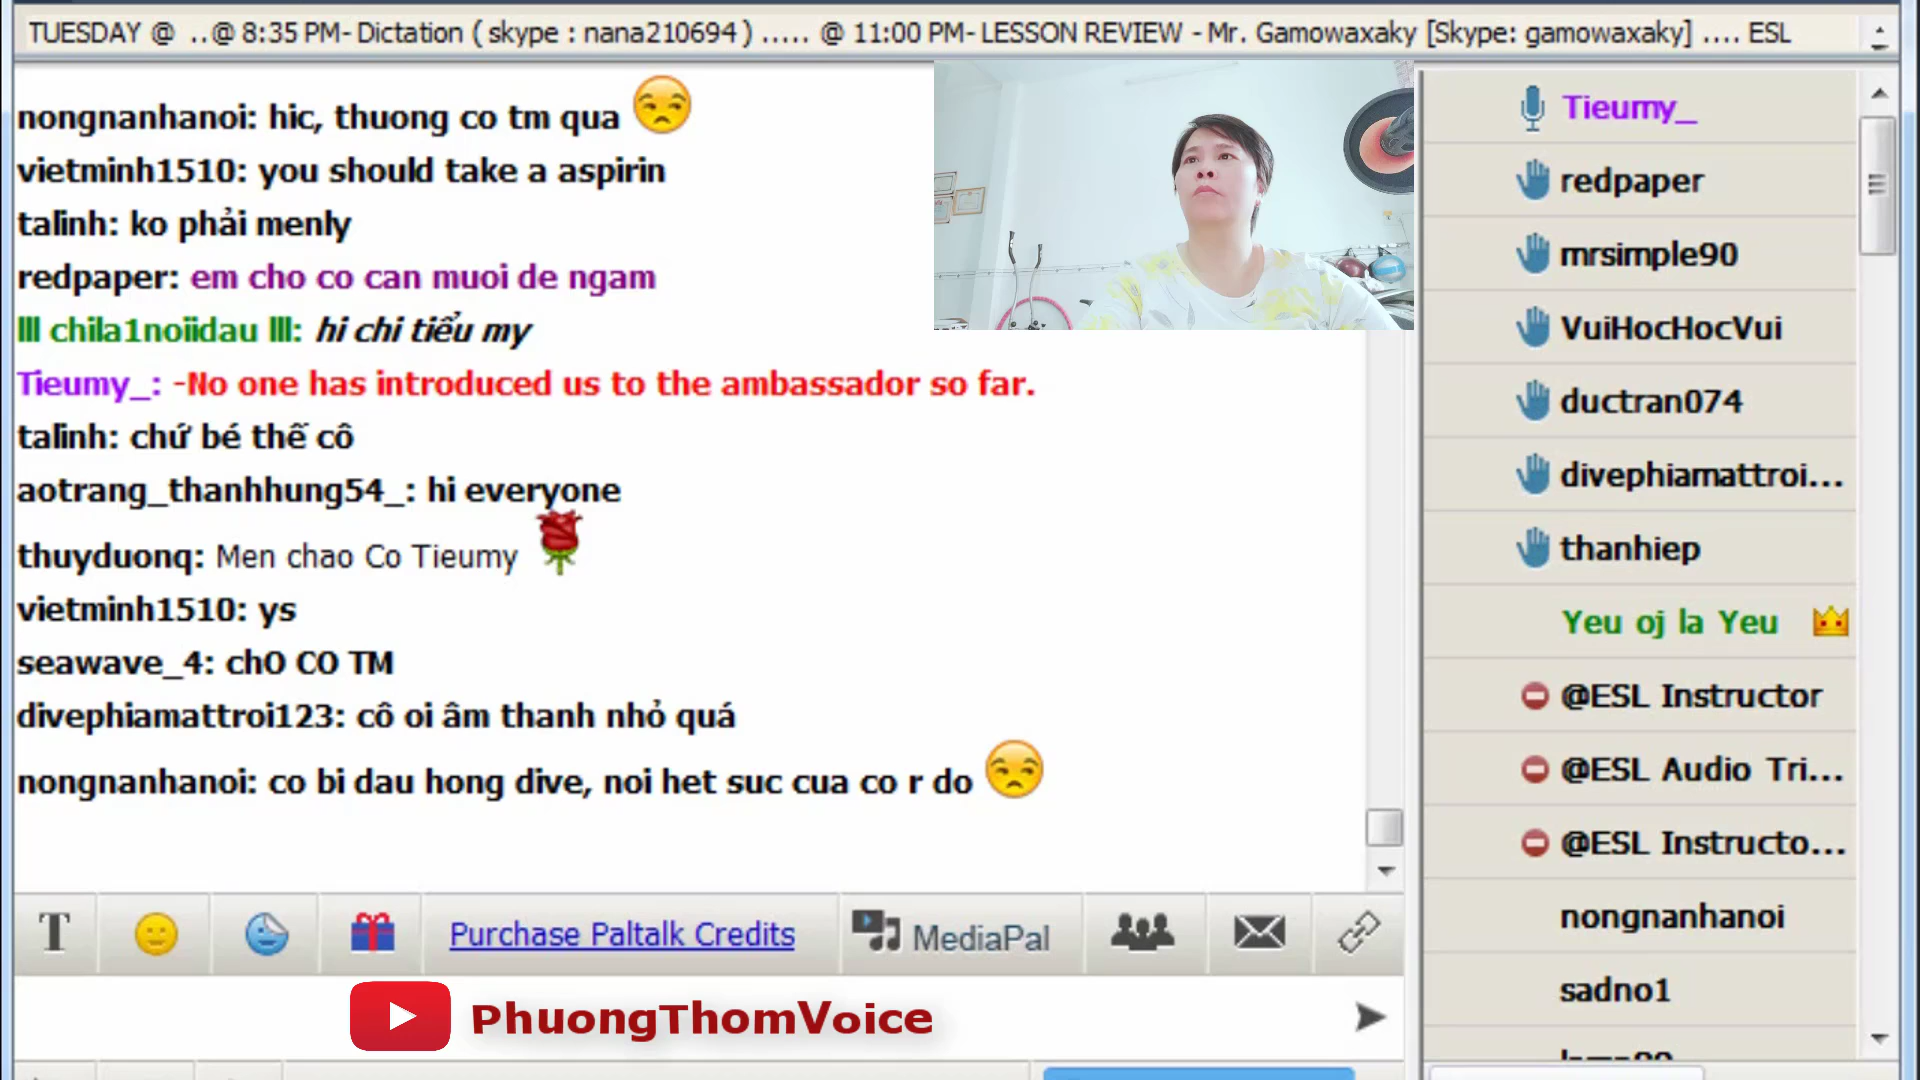 TUESDAY @ ..@ 8:35 PM- Dictation ( skype : nana210694 ) ..... @ 11:00 PM- LESSON REVIEW - Mr. Gamowaxaky [Skype: gamowaxaky] .... ESL
nongnanhanoi: hic, thuong co tm qua
vietminh1510: you should take a aspirin
talinh: ko phải menly
redpaper: em cho co can muoi de ngam
lll chila1noiidau lll: hi chi tiểu my
Tieumy_: -No one has introduced us to the ambassador so far.
talinh: chứ bé thế cô
aotrang_thanhhung54_: hi everyone
thuyduonq: Men chao Co Tieumy
vietminh1510: ys
seawave_4: chO CO TM
divephiamattroi123: cô oi âm thanh nhỏ quá
nongnanhanoi: co bi dau hong dive, noi het suc cua co r do
Tieumy_
redpaper
mrsimple90
VuiHocHocVui
ductran074
divephiamattroi...
thanhiep
Yeu oj la Yeu
@ESL Instructor
@ESL Audio Tri...
@ESL Instructo...
nongnanhanoi
sadno1
T
Purchase Paltalk Credits
MediaPal
PhuongThomVoice